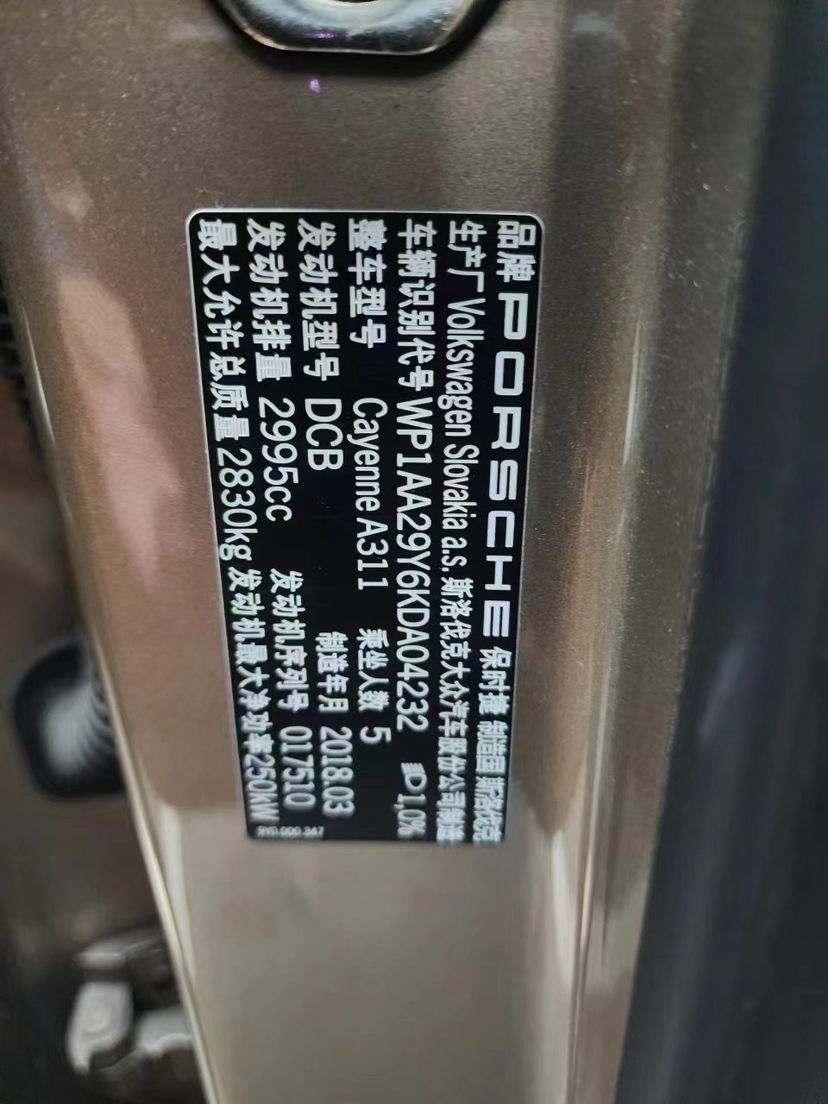 品牌 PORSCHE 保时捷 制造国 斯洛伐克
生产厂 Volkswagen Slovakia a.s. 斯洛伐克大众汽车股份公司制造
车辆识别代号 WP1AA29Y6KDA04232 1,0%
整车型号 Cayenne A311 乘坐人数 5
发动机型号 DCB 制造年月 2018.03
发动机排量 2995cc 发动机序列号 017510
最大允许总质量 2830kg 发动机最大净功率250kW
9Y0.000.347